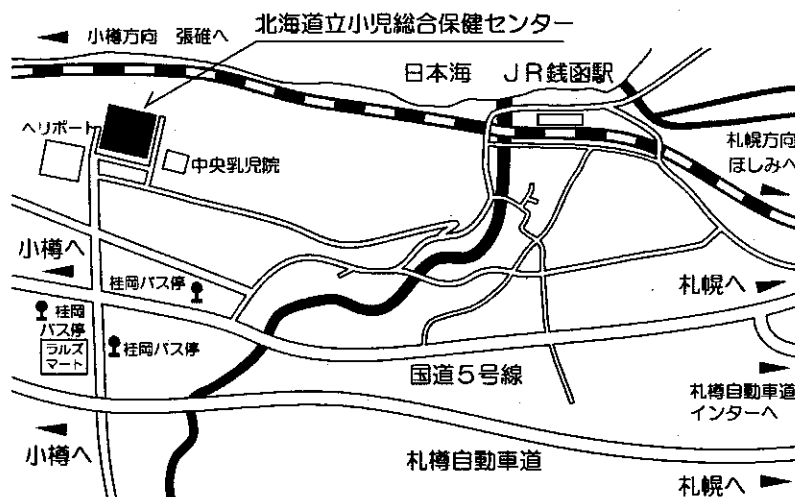 北海道立小児総合保健センター
小樽方向 張碓へ
日本海 JR銭函駅
ヘリポート
中央乳児院
札幌方向
ほしみへ
小樽へ
桂岡バス停
札幌へ
桂岡
バス停
ラルズ
マート
桂岡バス停
国道5号線
札樽自動車道
インターへ
小樽へ
札樽自動車道
札幌へ